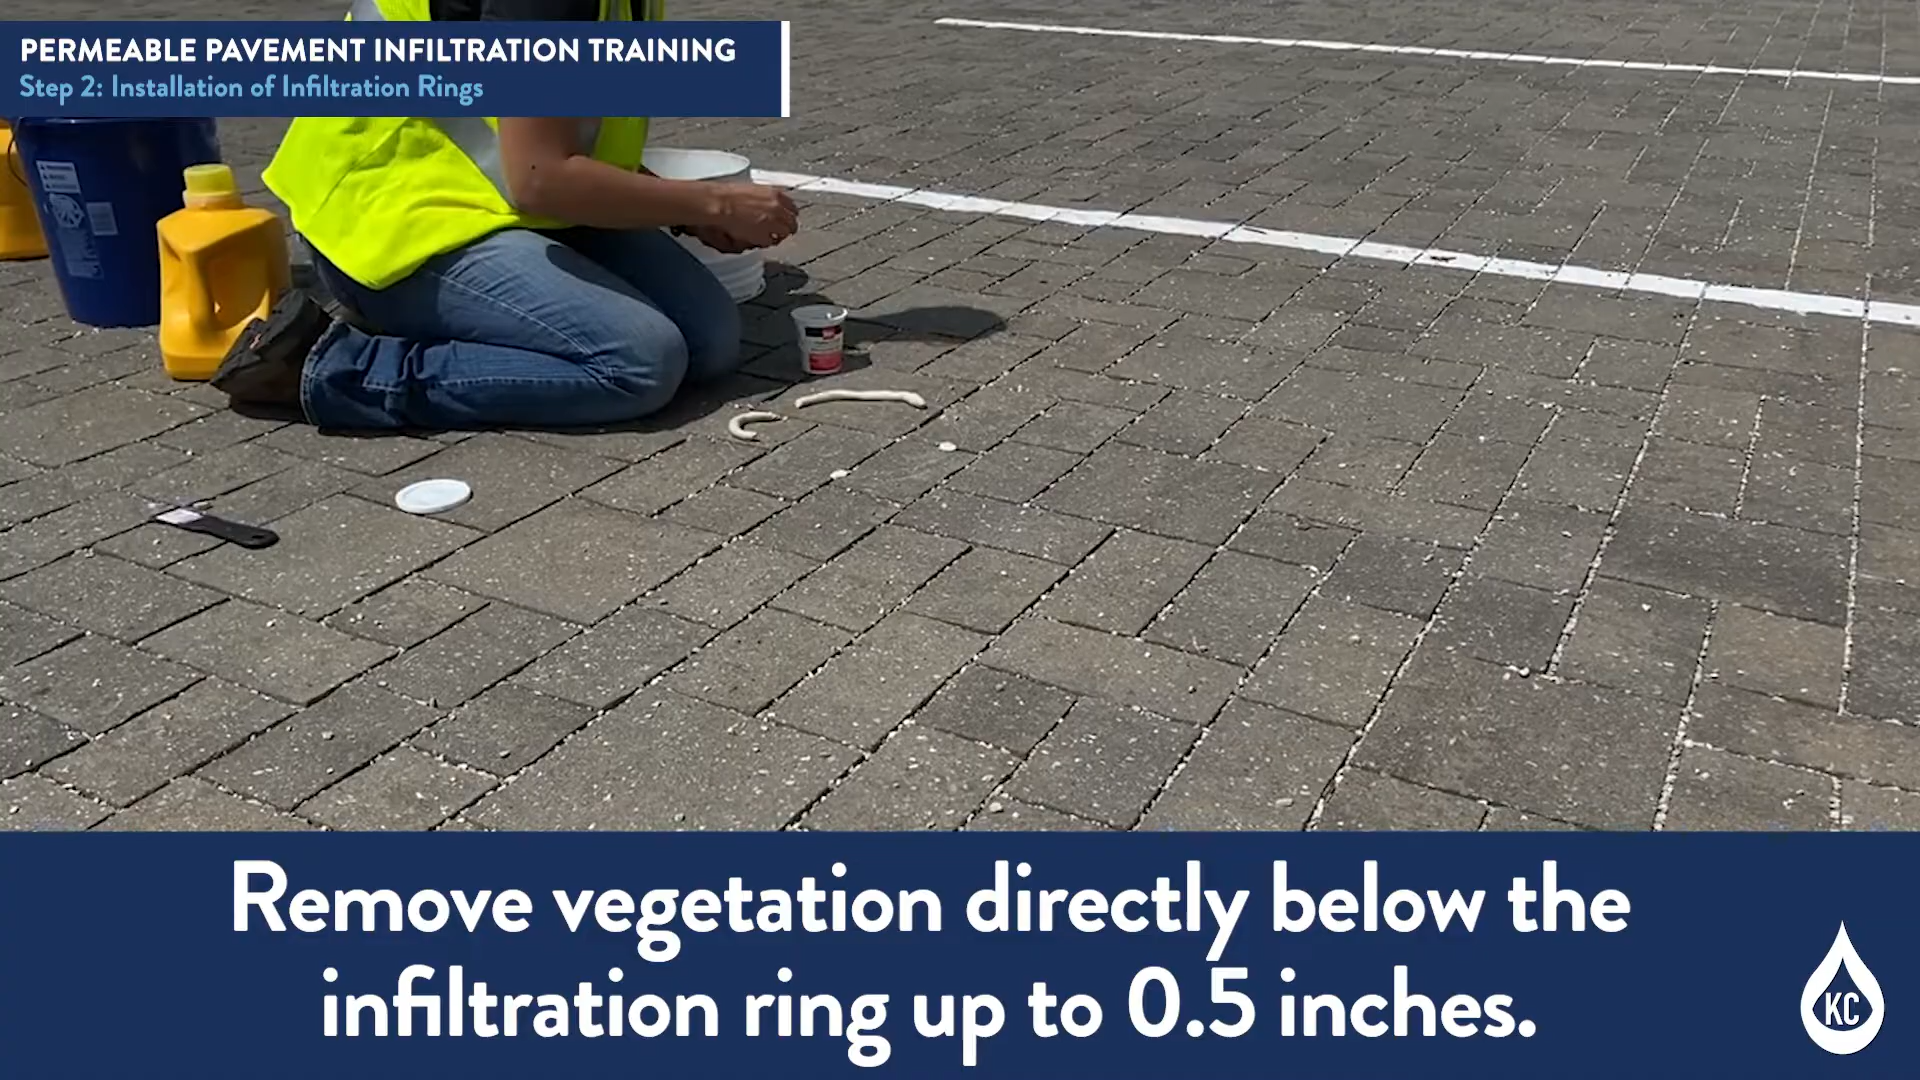 PERMEABLE PAVEMENT INFILTRATION TRAINING
Step 2: Installation of Infiltration Rings
Remove vegetation directly below the
infiltration ring up to 0.5 inches.
KC